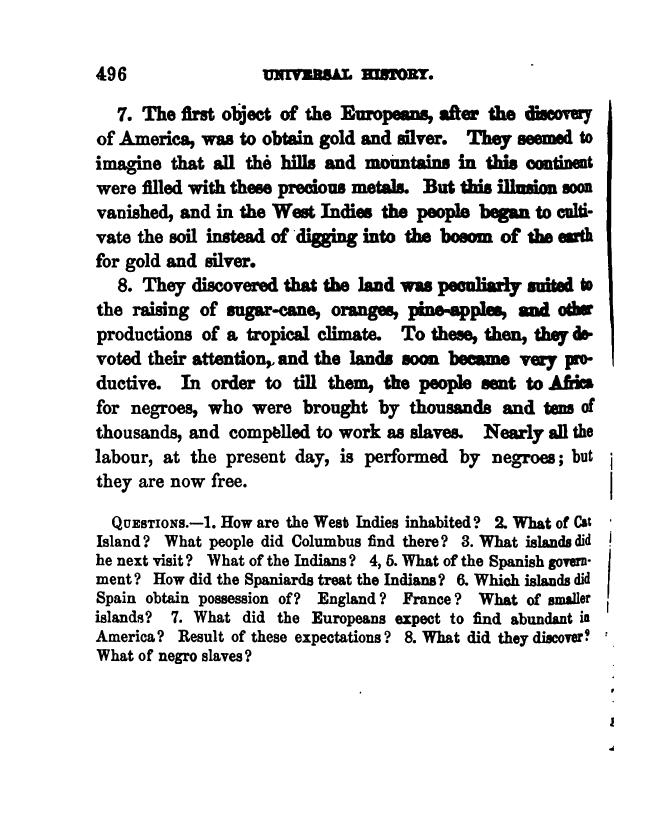 496 UNIVERSAL HISTORY.
7. The first object of the Europeans, after the discovery
of America, was to obtain gold and silver. They seemed to
imagine that all the hills and mountains in this continent
were filled with these precious metals. But this illusion soon
vanished, and in the West Indies the people began to culti-
vate the soil instead of digging into the bosom of the earth
for gold and silver.
8. They discovered that the land was peculiarly suited to
the raising of sugar-cane, oranges, pine-apples, and other
productions of a tropical climate. To these, then, they de-
voted their attention, and the lands soon became very pro-
ductive. In order to till them, the people sent to Africa
for negroes, who were brought by thousands and tens of
thousands, and compelled to work as slaves. Nearly all the
labour, at the present day, is performed by negroes; but
they are now free.
QUESTIONS.—1. How are the West Indies inhabited? 2. What of Cat
Island? What people did Columbus find there? 3. What islands did
he next visit? What of the Indians? 4, 5. What of the Spanish govern-
ment? How did the Spaniards treat the Indians? 6. Which islands did
Spain obtain possession of? England? France? What of smaller
islands? 7. What did the Europeans expect to find abundant in
America? Result of these expectations? 8. What did they discover?
What of negro slaves?